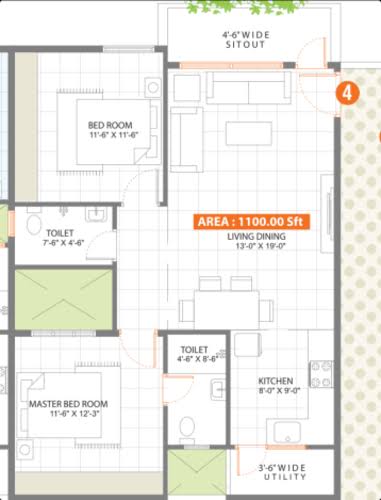 4'-6" WIDE
SITOUT
4
BED ROOM
11'-6" X 11'-6"
AREA : 1100.00 Sft
LIVING DINING
13'-0" X 19'-0"
TOILET
7'-6" X 4'-6"
TOILET
4'-6" X 8'-6"
KITCHEN
8'-0" X 9'-0"
MASTER BED ROOM
11'-6" X 12'-3"
3'-6" WIDE
UTILITY